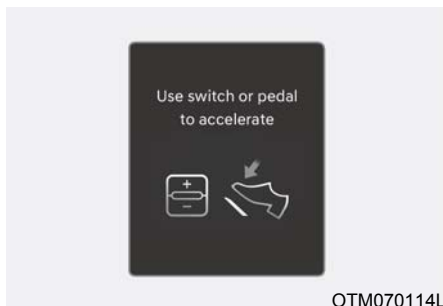 Use switch or pedal
to accelerate
+
−
OTM070114L